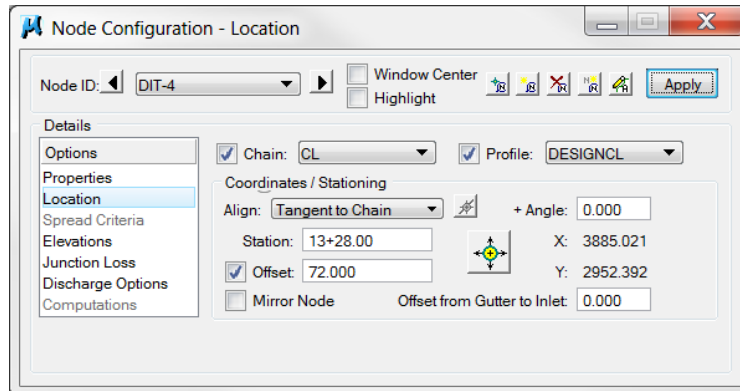 Node Configuration - Location
Node ID: DIT-4 Window Center Apply
Highlight
Details
Options Chain: CL Profile: DESIGNCL
Properties
Location
Spread Criteria
Elevations
Junction Loss
Discharge Options
Computations
Coordinates / Stationing
Align: Tangent to Chain + Angle: 0.000
Station: 13+28.00 X: 3885.021
Offset: 72.000 Y: 2952.392
Mirror Node Offset from Gutter to Inlet: 0.000